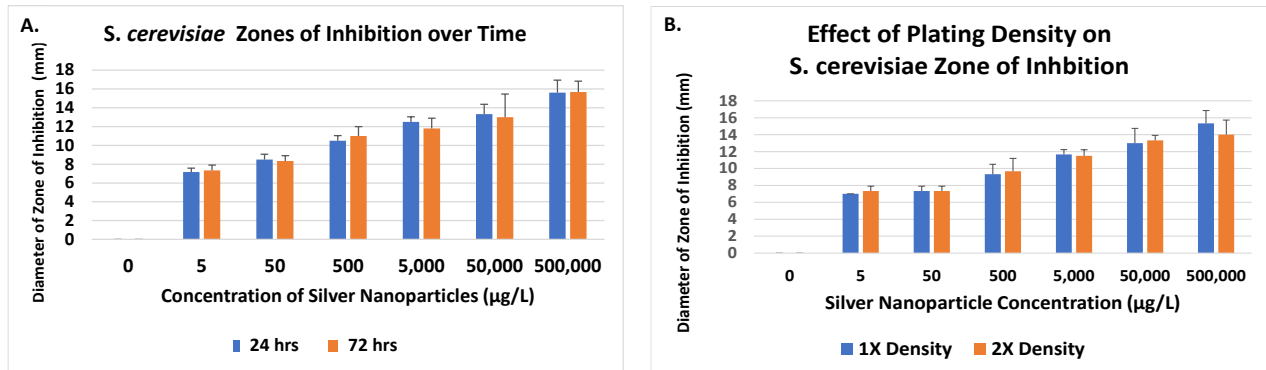 A.
S. cerevisiae Zones of Inhibition over Time
Diameter of Zone of Inhibition (mm)
18
16
14
12
10
8
6
4
2
0
0 5 50 500 5,000 50,000 500,000
Concentration of Silver Nanoparticles (µg/L)
24 hrs 72 hrs
B.
Effect of Plating Density on
S. cerevisiae Zone of Inhbition
Diameter of Zone of Inhibition (mm)
18
16
14
12
10
8
6
4
2
0
0 5 50 500 5,000 50,000 500,000
Silver Nanoparticle Concentration (µg/L)
1X Density 2X Density